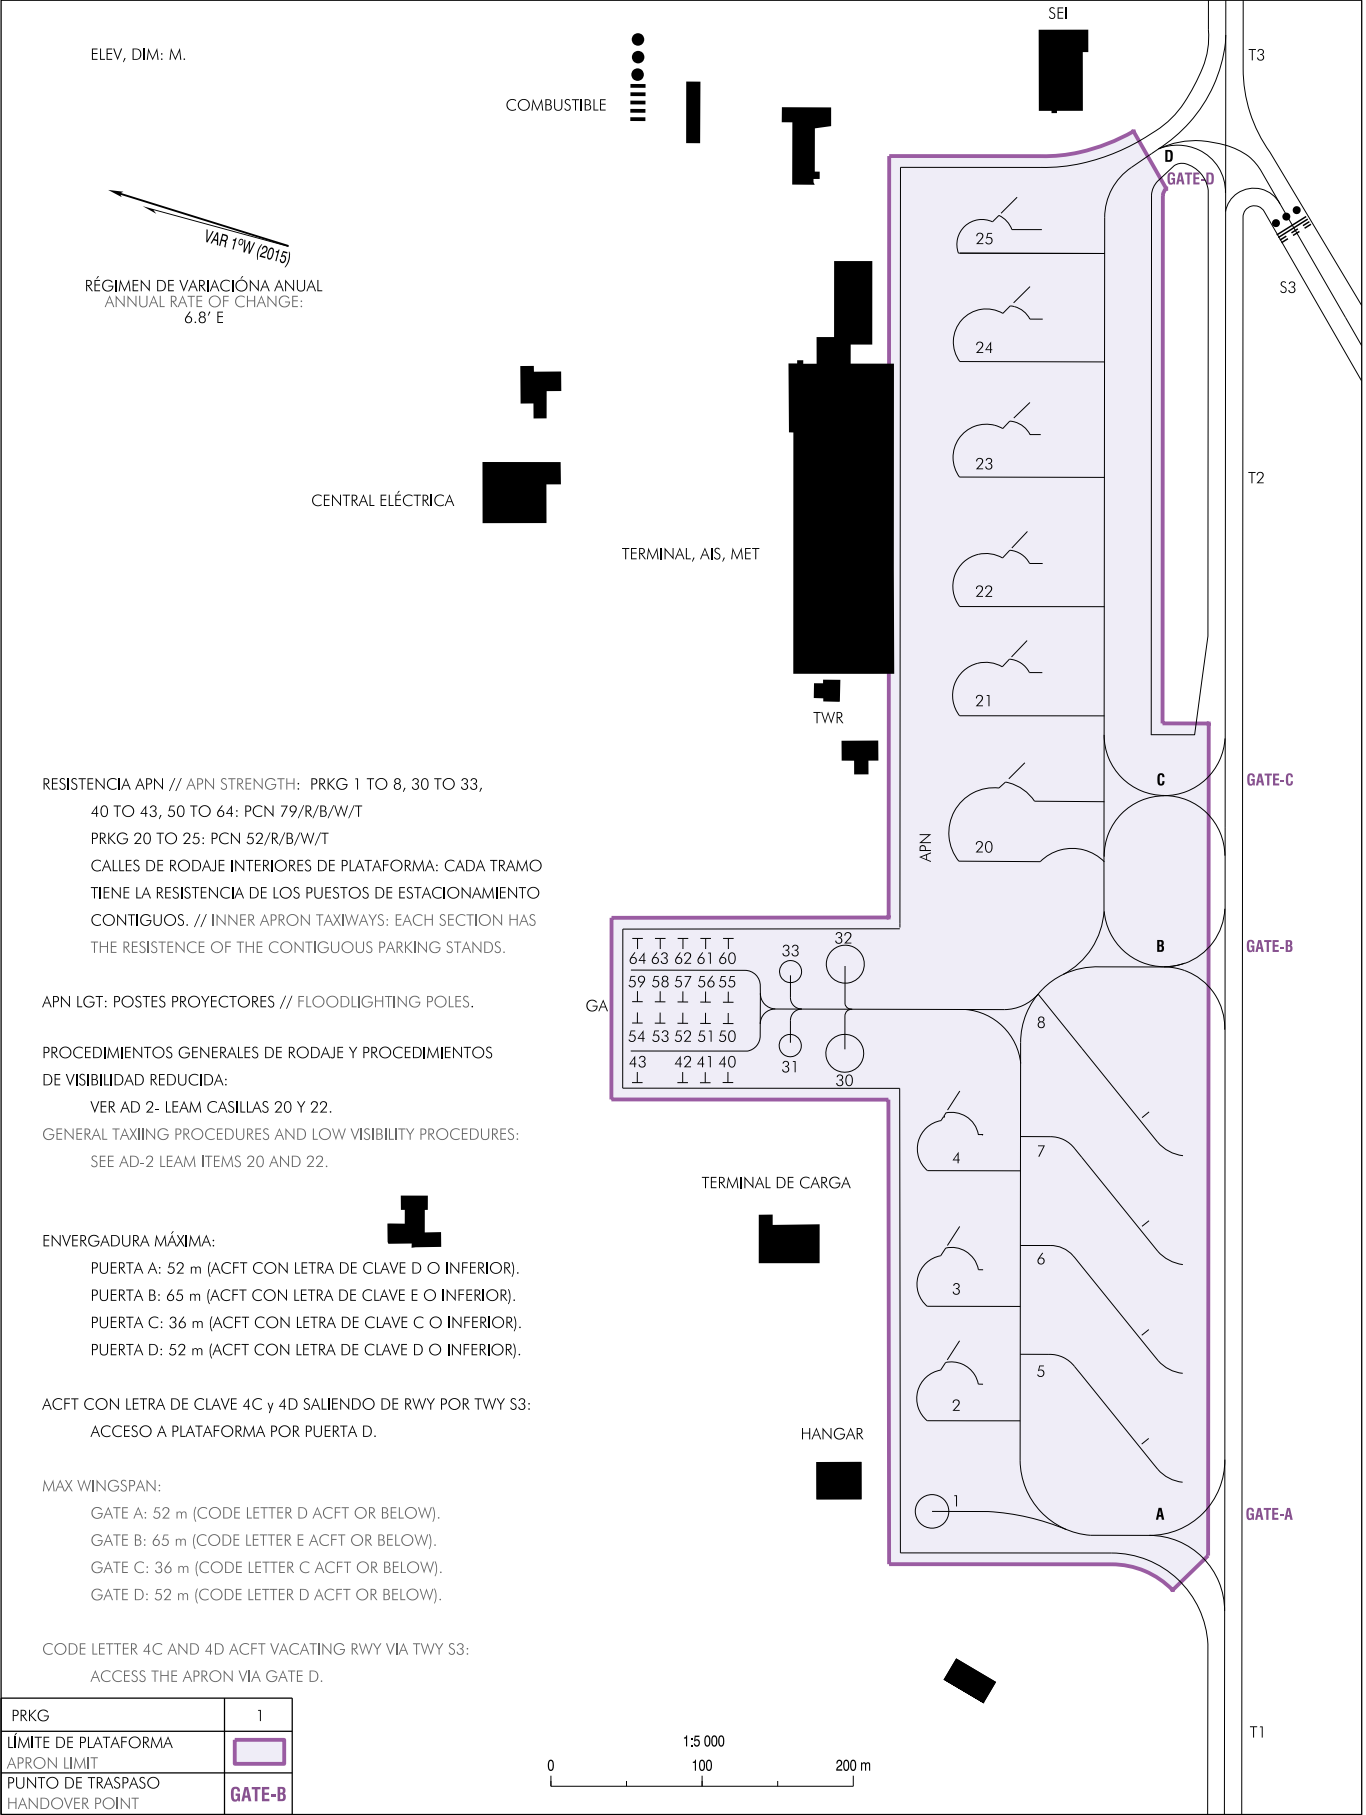 SEI
ELEV, DIM: M.
T3
COMBUSTIBLE
D
GATE-D
VAR 1ºW (2015)
25
RÉGIMEN DE VARIACIÓNA ANUAL
ANNUAL RATE OF CHANGE:
6.8' E
S3
24
23
CENTRAL ELÉCTRICA
T2
TERMINAL, AIS, MET
22
21
TWR
C
GATE-C
RESISTENCIA APN // APN STRENGTH: PRKG 1 TO 8, 30 TO 33,
40 TO 43, 50 TO 64: PCN 79/R/B/W/T
PRKG 20 TO 25: PCN 52/R/B/W/T
CALLES DE RODAJE INTERIORES DE PLATAFORMA: CADA TRAMO
TIENE LA RESISTENCIA DE LOS PUESTOS DE ESTACIONAMIENTO
CONTIGUOS. // INNER APRON TAXIWAYS: EACH SECTION HAS
THE RESISTENCE OF THE CONTIGUOUS PARKING STANDS.
APN
20
B
GATE-B
33
32
64 63 62 61 60
59 58 57 56 55
54 53 52 51 50
43 42 41 40
31
30
GA
APN LGT: POSTES PROYECTORES // FLOODLIGHTING POLES.
8
PROCEDIMIENTOS GENERALES DE RODAJE Y PROCEDIMIENTOS
DE VISIBILIDAD REDUCIDA:
VER AD 2- LEAM CASILLAS 20 Y 22.
GENERAL TAXIING PROCEDURES AND LOW VISIBILITY PROCEDURES:
SEE AD-2 LEAM ITEMS 20 AND 22.
4
7
TERMINAL DE CARGA
ENVERGADURA MÁXIMA:
PUERTA A: 52 m (ACFT CON LETRA DE CLAVE D O INFERIOR).
PUERTA B: 65 m (ACFT CON LETRA DE CLAVE E O INFERIOR).
PUERTA C: 36 m (ACFT CON LETRA DE CLAVE C O INFERIOR).
PUERTA D: 52 m (ACFT CON LETRA DE CLAVE D O INFERIOR).
3
6
ACFT CON LETRA DE CLAVE 4C y 4D SALIENDO DE RWY POR TWY S3:
ACCESO A PLATAFORMA POR PUERTA D.
2
5
HANGAR
MAX WINGSPAN:
GATE A: 52 m (CODE LETTER D ACFT OR BELOW).
GATE B: 65 m (CODE LETTER E ACFT OR BELOW).
GATE C: 36 m (CODE LETTER C ACFT OR BELOW).
GATE D: 52 m (CODE LETTER D ACFT OR BELOW).
1
A
GATE-A
CODE LETTER 4C AND 4D ACFT VACATING RWY VIA TWY S3:
ACCESS THE APRON VIA GATE D.
T1
PRKG 1
LÍMITE DE PLATAFORMA
APRON LIMIT
PUNTO DE TRASPASO
HANDOVER POINT
GATE-B
1:5 000
0 100 200 m